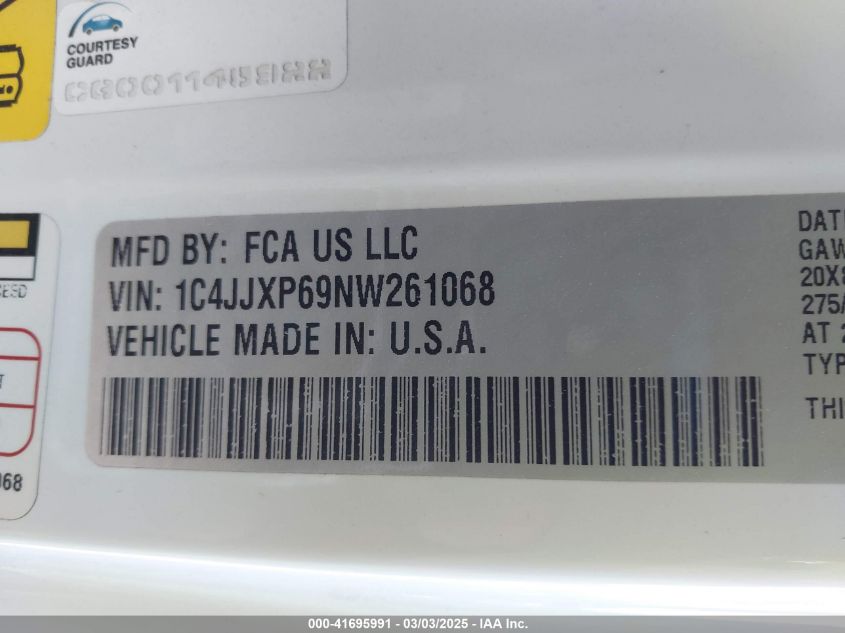 COURTESY
GUARD
MFD BY: FCA US LLC
VIN: 1C4JJXP69NW261068
VEHICLE MADE IN: U.S.A.
DAT
GAW
20X
275/
AT 2
TYP
THI
068
000-41695991 - 03/03/2025 - IAA Inc.